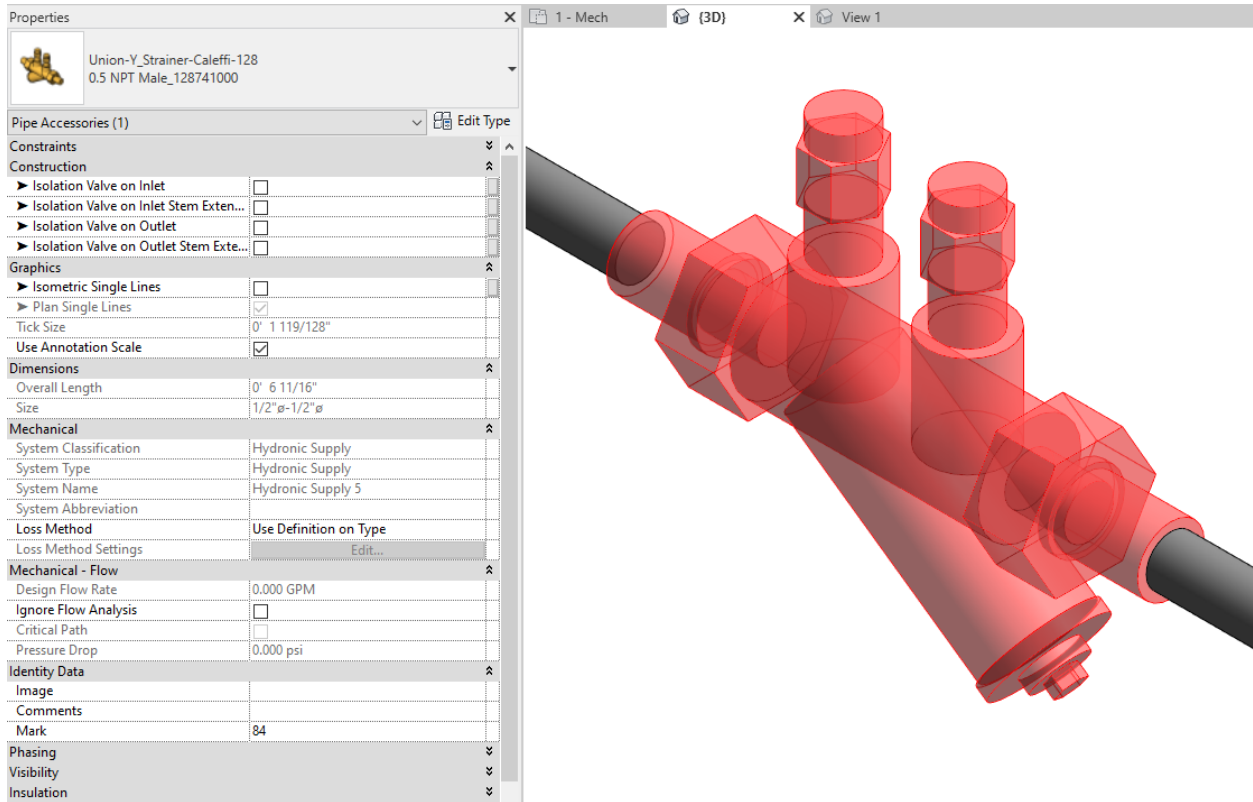 Properties
1 - Mech
{3D}
View 1
Union-Y_Strainer-Caleffi-128
0.5 NPT Male_128741000
Pipe Accessories (1)
Edit Type
Constraints
Construction
➤ Isolation Valve on Inlet
➤ Isolation Valve on Inlet Stem Exten...
➤ Isolation Valve on Outlet
➤ Isolation Valve on Outlet Stem Exte...
Graphics
➤ Isometric Single Lines
➤ Plan Single Lines
Tick Size 0' 1 119/128"
Use Annotation Scale
Dimensions
Overall Length 0' 6 11/16"
Size 1/2"ø-1/2"ø
Mechanical
System Classification Hydronic Supply
System Type Hydronic Supply
System Name Hydronic Supply 5
System Abbreviation
Loss Method Use Definition on Type
Loss Method Settings Edit...
Mechanical - Flow
Design Flow Rate 0.000 GPM
Ignore Flow Analysis
Critical Path
Pressure Drop 0.000 psi
Identity Data
Image
Comments
Mark 84
Phasing
Visibility
Insulation